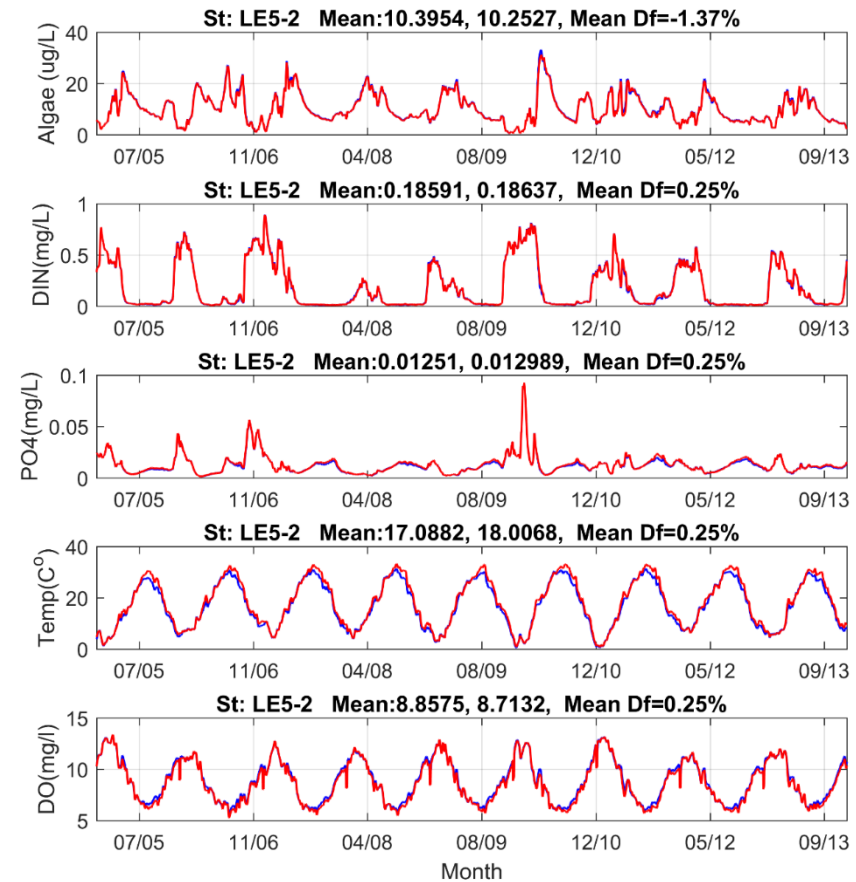 St: LE5-2 Mean:10.3954, 10.2527, Mean Df=-1.37%
Algae (ug/L)
40
20
0
07/05 11/06 04/08 08/09 12/10 05/12 09/13
St: LE5-2 Mean:0.18591, 0.18637, Mean Df=0.25%
DIN(mg/L)
1
0.5
0
07/05 11/06 04/08 08/09 12/10 05/12 09/13
St: LE5-2 Mean:0.01251, 0.012989, Mean Df=0.25%
PO4(mg/L)
0.1
0.05
0
07/05 11/06 04/08 08/09 12/10 05/12 09/13
St: LE5-2 Mean:17.0882, 18.0068, Mean Df=0.25%
Temp(C^o)
40
20
0
07/05 11/06 04/08 08/09 12/10 05/12 09/13
St: LE5-2 Mean:8.8575, 8.7132, Mean Df=0.25%
DO(mg/l)
15
10
5
07/05 11/06 04/08 08/09 12/10 05/12 09/13
Month